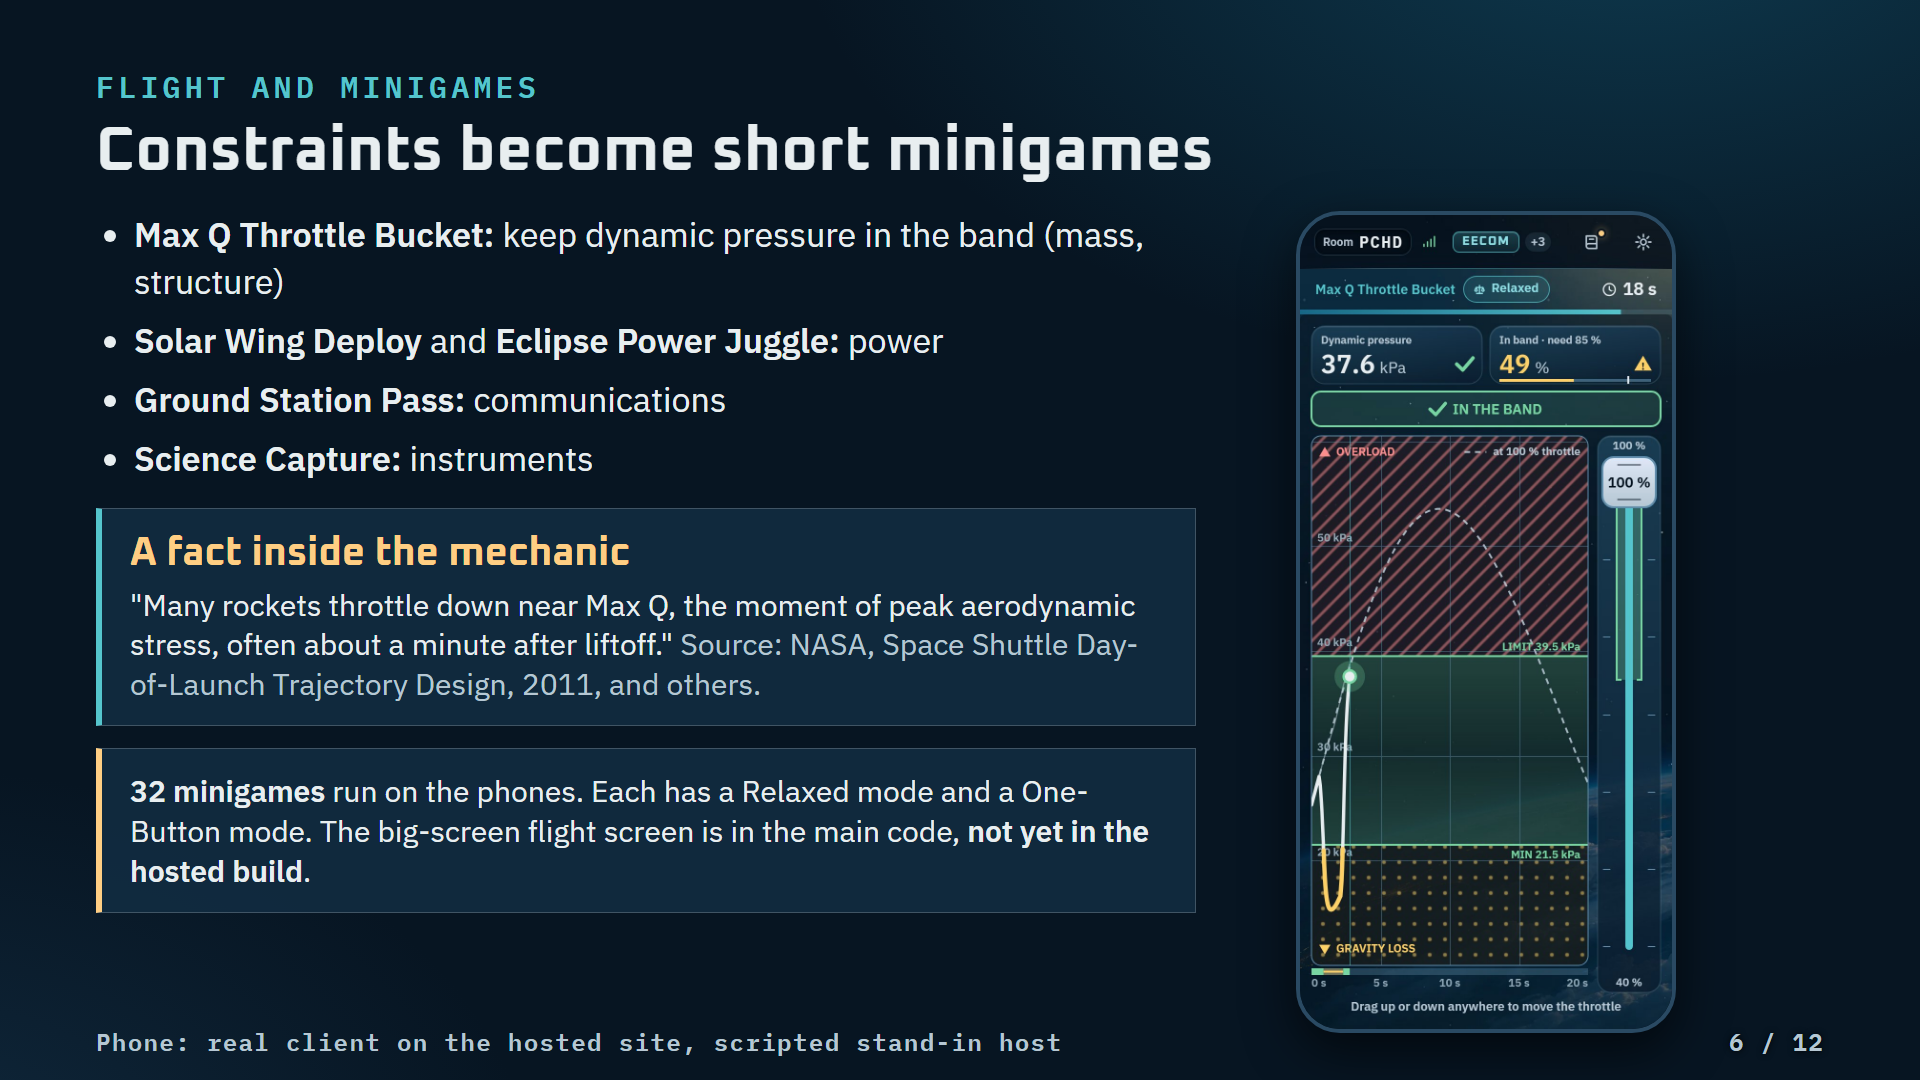 FLIGHT AND MINIGAMES
Constraints become short minigames
• Max Q Throttle Bucket: keep dynamic pressure in the band (mass,
structure)
• Solar Wing Deploy and Eclipse Power Juggle: power
• Ground Station Pass: communications
• Science Capture: instruments
A fact inside the mechanic
"Many rockets throttle down near Max Q, the moment of peak aerodynamic
stress, often about a minute after liftoff." Source: NASA, Space Shuttle Day-
of-Launch Trajectory Design, 2011, and others.
32 minigames run on the phones. Each has a Relaxed mode and a One-
Button mode. The big-screen flight screen is in the main code, not yet in the
hosted build.
Room PCHD EECOM +3
Max Q Throttle Bucket Relaxed 18 s
Dynamic pressure In band · need 85 %
37.6 kPa 49 %
IN THE BAND
OVERLOAD at 100 % throttle 100 %
100 %
50 kPa
40 kPa LIMIT 39.5 kPa
30 kPa
20 kPa MIN 21.5 kPa
GRAVITY LOSS
0 s 5 s 10 s 15 s 20 s 40 %
Drag up or down anywhere to move the throttle
Phone: real client on the hosted site, scripted stand-in host
6 / 12